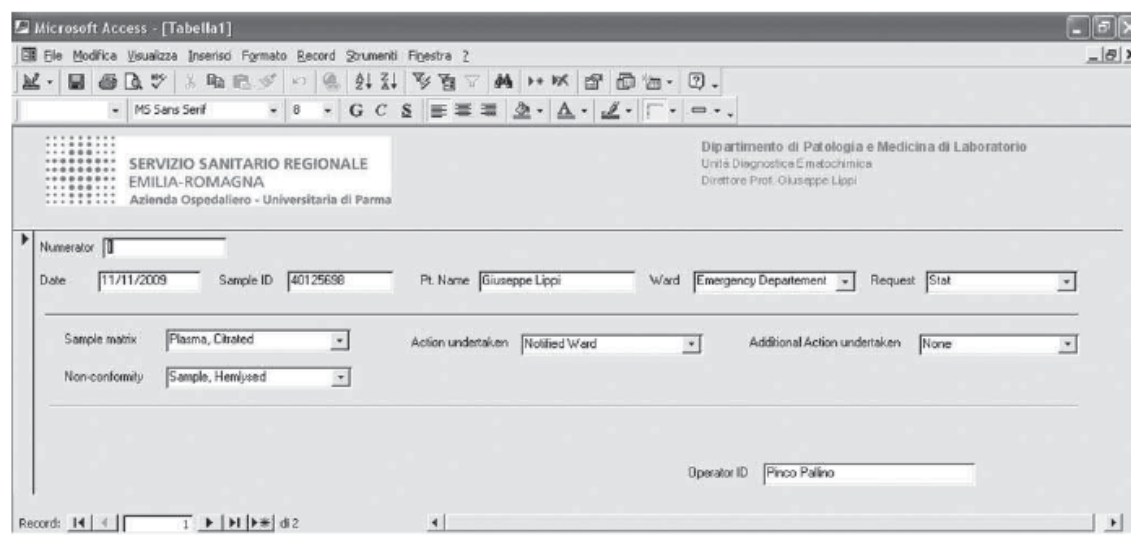 Microsoft Access - [Tabella1]
File Modifica Visualizza Inserisci Formato Record Strumenti Finestra ?
MS Sans Serif 8 G C S
SERVIZIO SANITARIO REGIONALE
EMILIA-ROMAGNA
Azienda Ospedaliero - Universitaria di Parma
Dipartimento di Patologia e Medicina di Laboratorio
Unità Diagnostica Ematochimica
Direttore Prof. Giuseppe Lippi
Numerator
Date 11/11/2009 Sample ID 40125698 Pt. Name Giuseppe Lippi Ward Emergency Departement Request Stat
Sample matrix Plasma, Citrated Action undertaken Notified Ward Additional Action undertaken None
Non-conformity Sample, Hemlysed
Operator ID Pinco Pallino
Record: 1 di 2